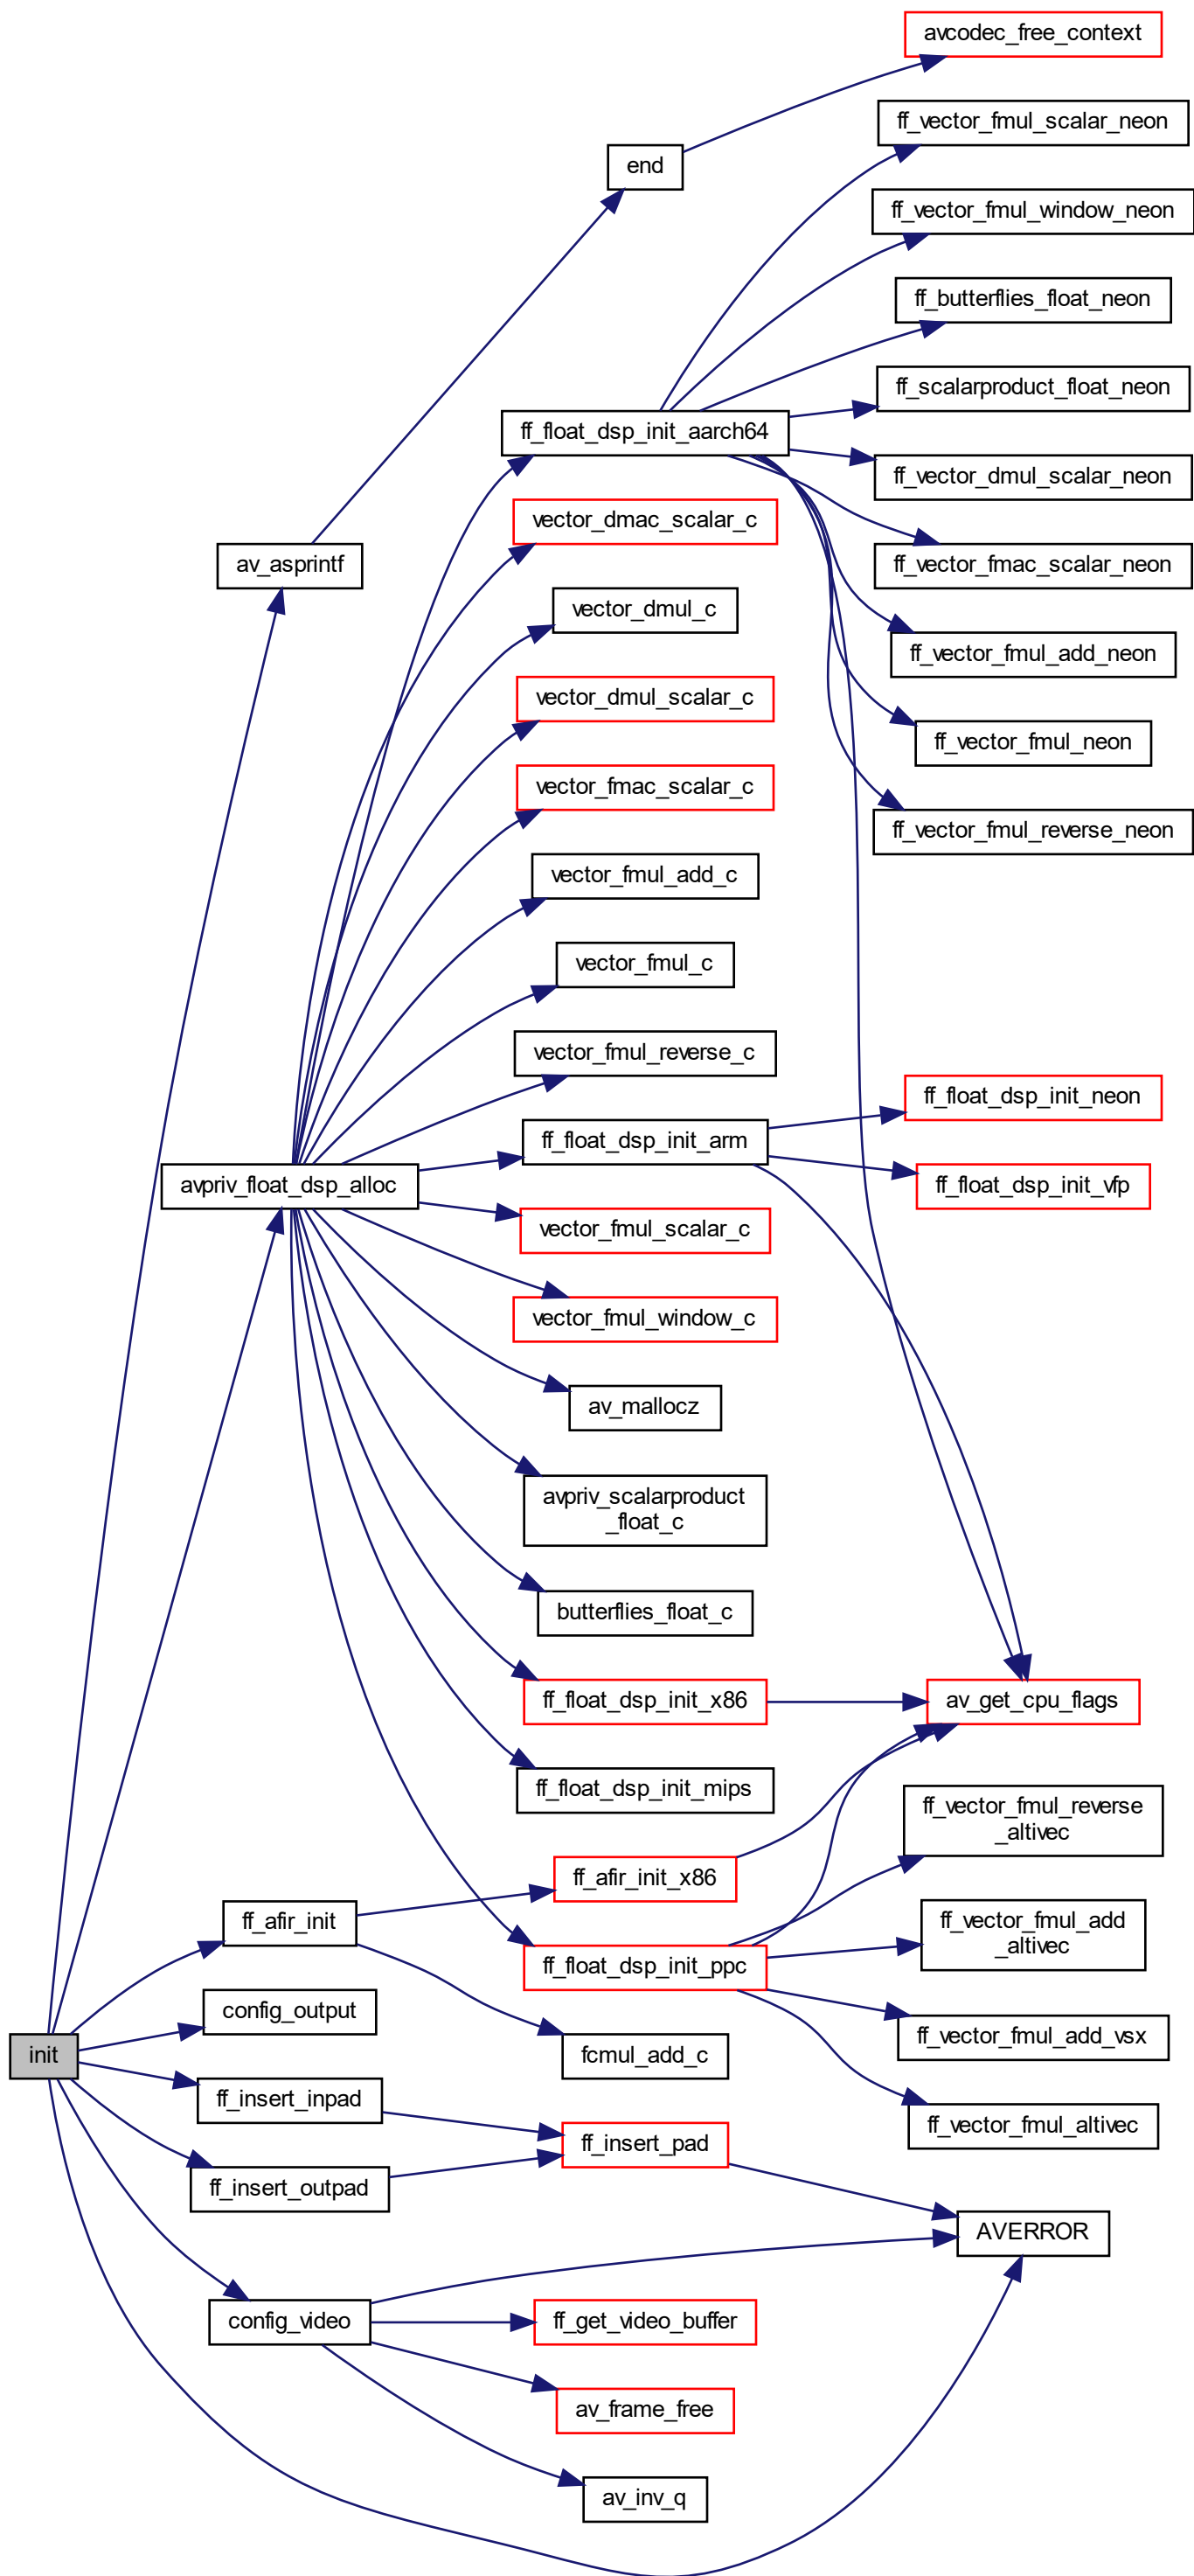 avcodec_free_context
ff_vector_fmul_scalar_neon
end
ff_vector_fmul_window_neon
ff_butterflies_float_neon
ff_scalarproduct_float_neon
ff_float_dsp_init_aarch64
ff_vector_dmul_scalar_neon
vector_dmac_scalar_c
av_asprintf
ff_vector_fmac_scalar_neon
vector_dmul_c
ff_vector_fmul_add_neon
vector_dmul_scalar_c
ff_vector_fmul_neon
vector_fmac_scalar_c
ff_vector_fmul_reverse_neon
vector_fmul_add_c
vector_fmul_c
vector_fmul_reverse_c
ff_float_dsp_init_neon
ff_float_dsp_init_arm
avpriv_float_dsp_alloc
ff_float_dsp_init_vfp
vector_fmul_scalar_c
vector_fmul_window_c
av_mallocz
avpriv_scalarproduct
_float_c
butterflies_float_c
ff_float_dsp_init_x86
av_get_cpu_flags
ff_float_dsp_init_mips
ff_vector_fmul_reverse
_altivec
ff_afir_init_x86
ff_afir_init
ff_vector_fmul_add
_altivec
ff_float_dsp_init_ppc
config_output
ff_vector_fmul_add_vsx
init
fcmul_add_c
ff_insert_inpad
ff_vector_fmul_altivec
ff_insert_pad
ff_insert_outpad
AVERROR
config_video
ff_get_video_buffer
av_frame_free
av_inv_q